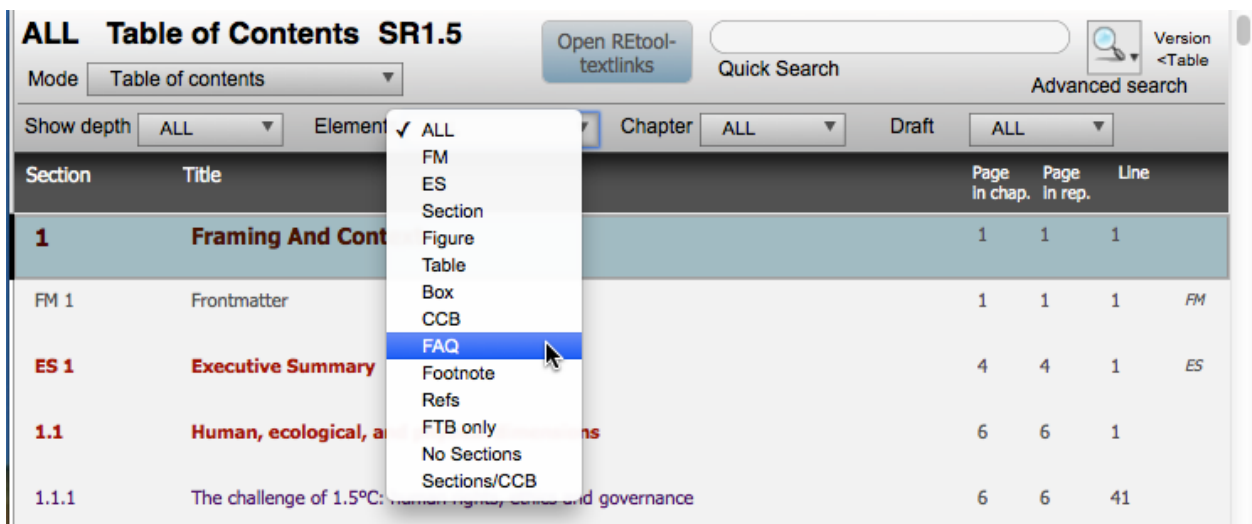 ALL Table of Contents SR1.5
Open REtool-
textlinks
Version
<Table
Mode Table of contents
Quick Search
Advanced search
Show depth ALL Element Chapter ALL Draft ALL
✓ ALL
FM
ES
Section
Figure
Table
Box
CCB
FAQ
Footnote
Refs
FTB only
No Sections
Sections/CCB
Section Title Page in chap. Page in rep. Line
1 Framing And Cont 1 1 1
FM 1 Frontmatter 1 1 1 FM
ES 1 Executive Summary 4 4 1 ES
1.1 Human, ecological, a ns 6 6 1
1.1.1 The challenge of 1.5°C: human rights, ethics and governance 6 6 41